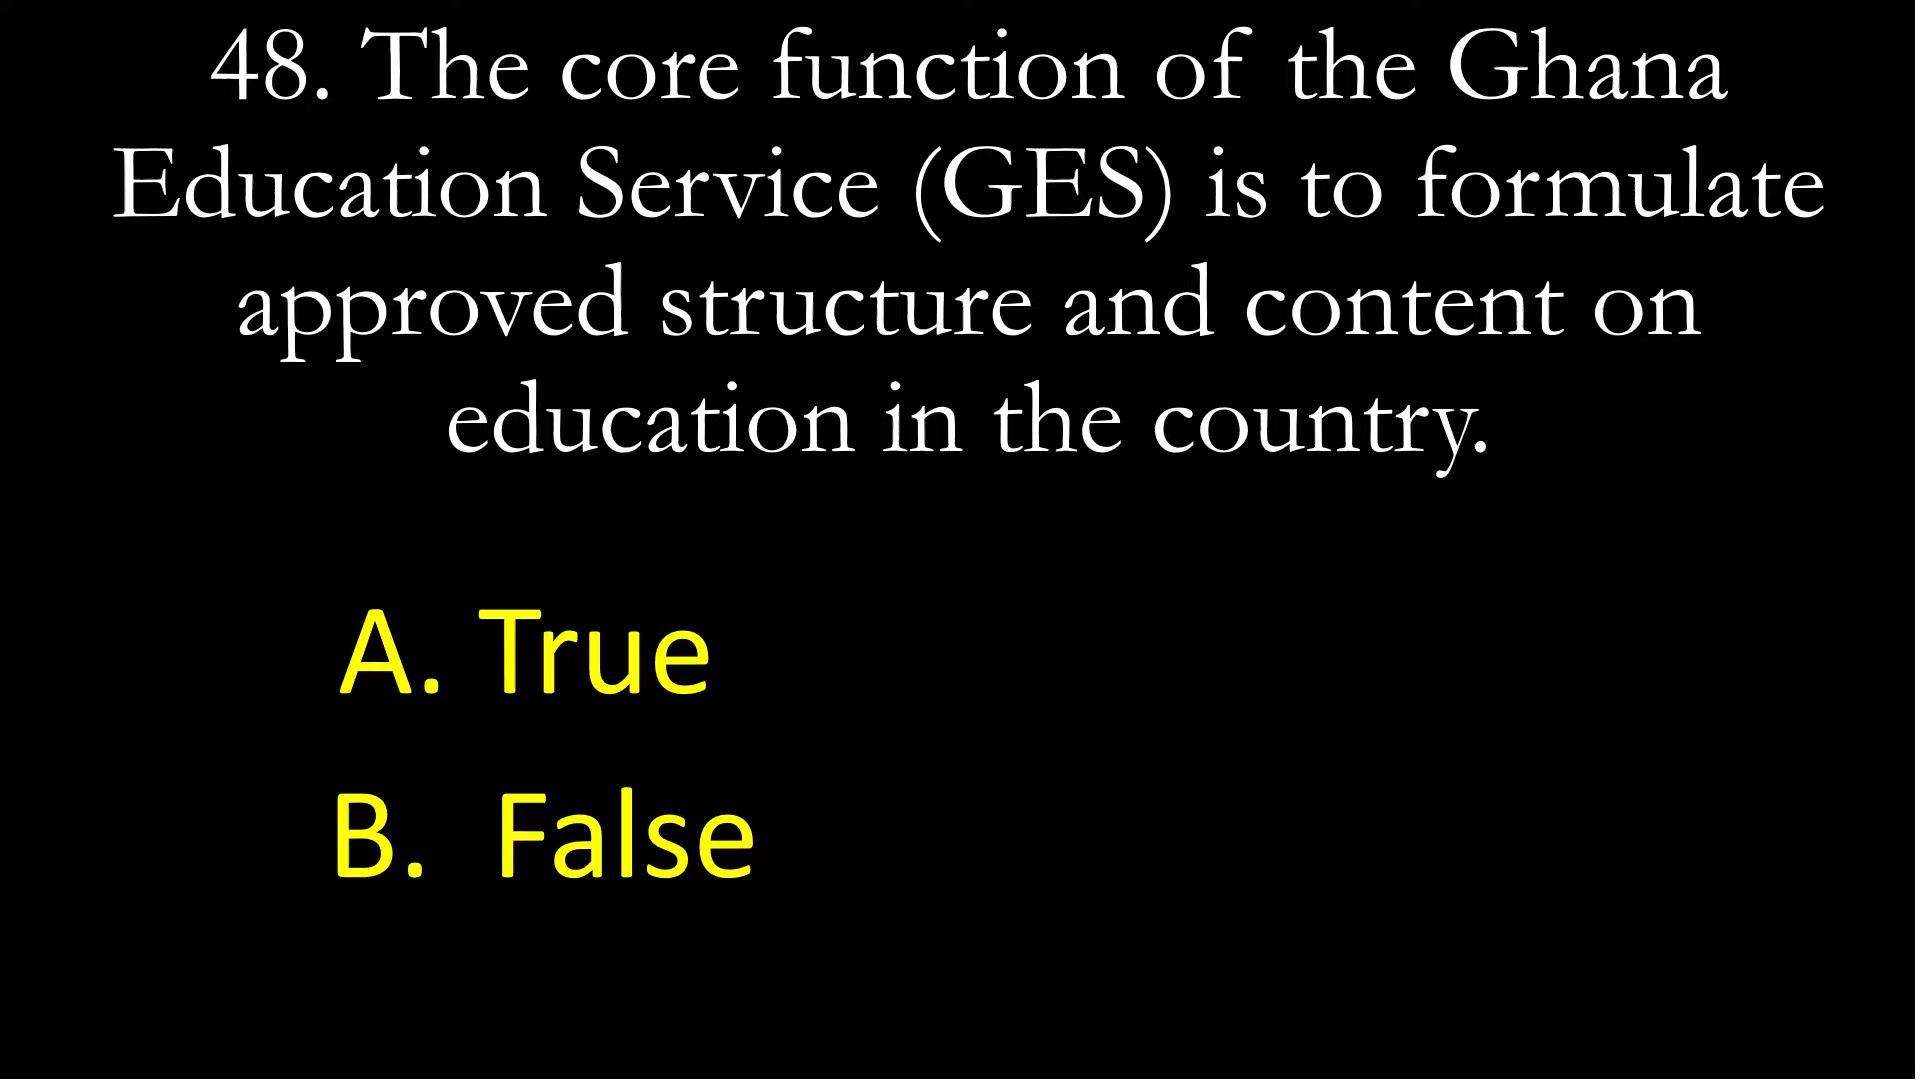 48. The core function of the Ghana
Education Service (GES) is to formulate
approved structure and content on
education in the country.
A. True
B. False